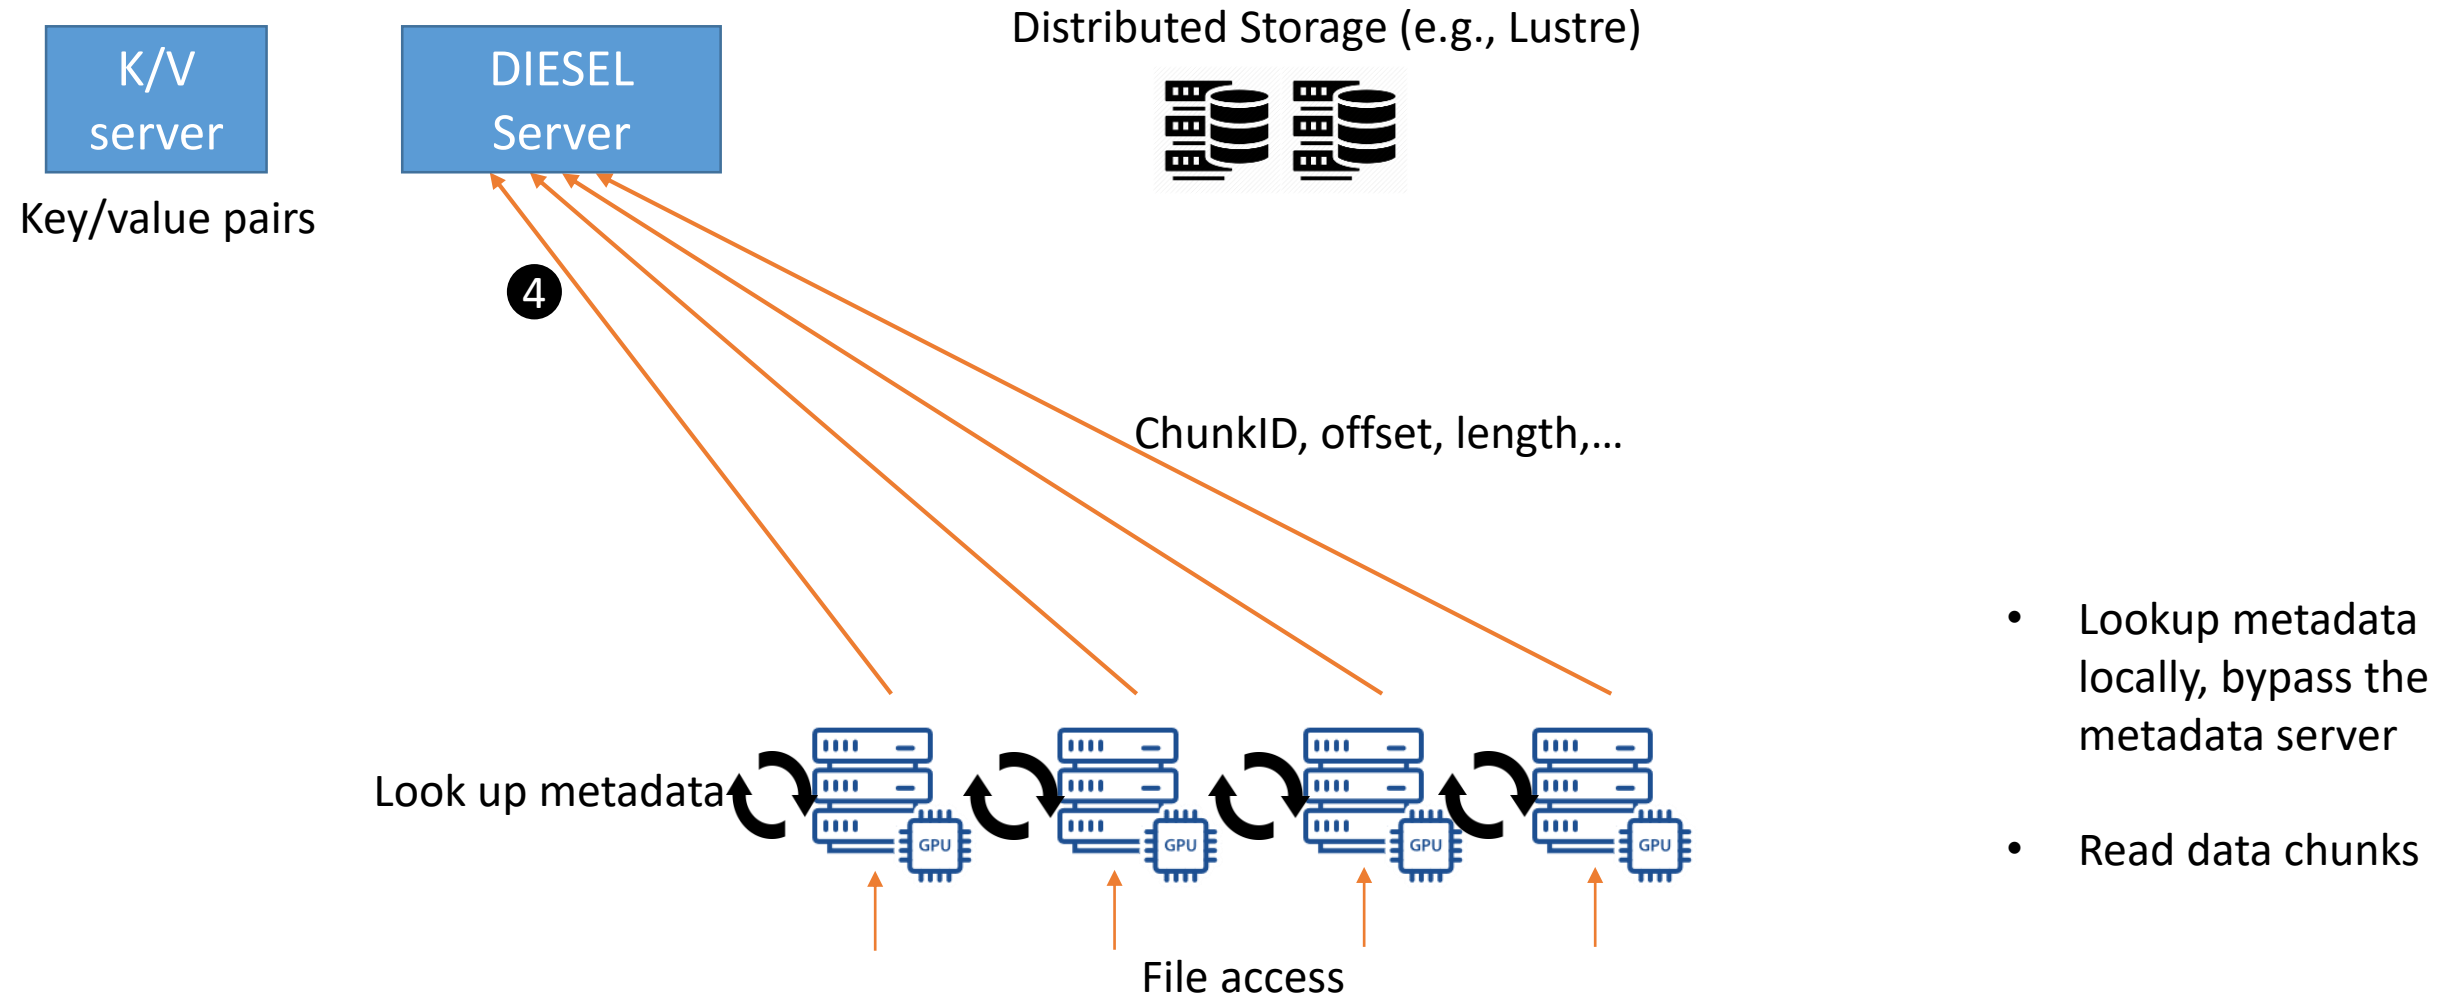 Distributed Storage (e.g., Lustre)
K/V
server
DIESEL
Server
Key/value pairs
4
ChunkID, offset, length,...
• Lookup metadata
locally, bypass the
metadata server
• Read data chunks
Look up metadata
GPU
GPU
GPU
GPU
File access